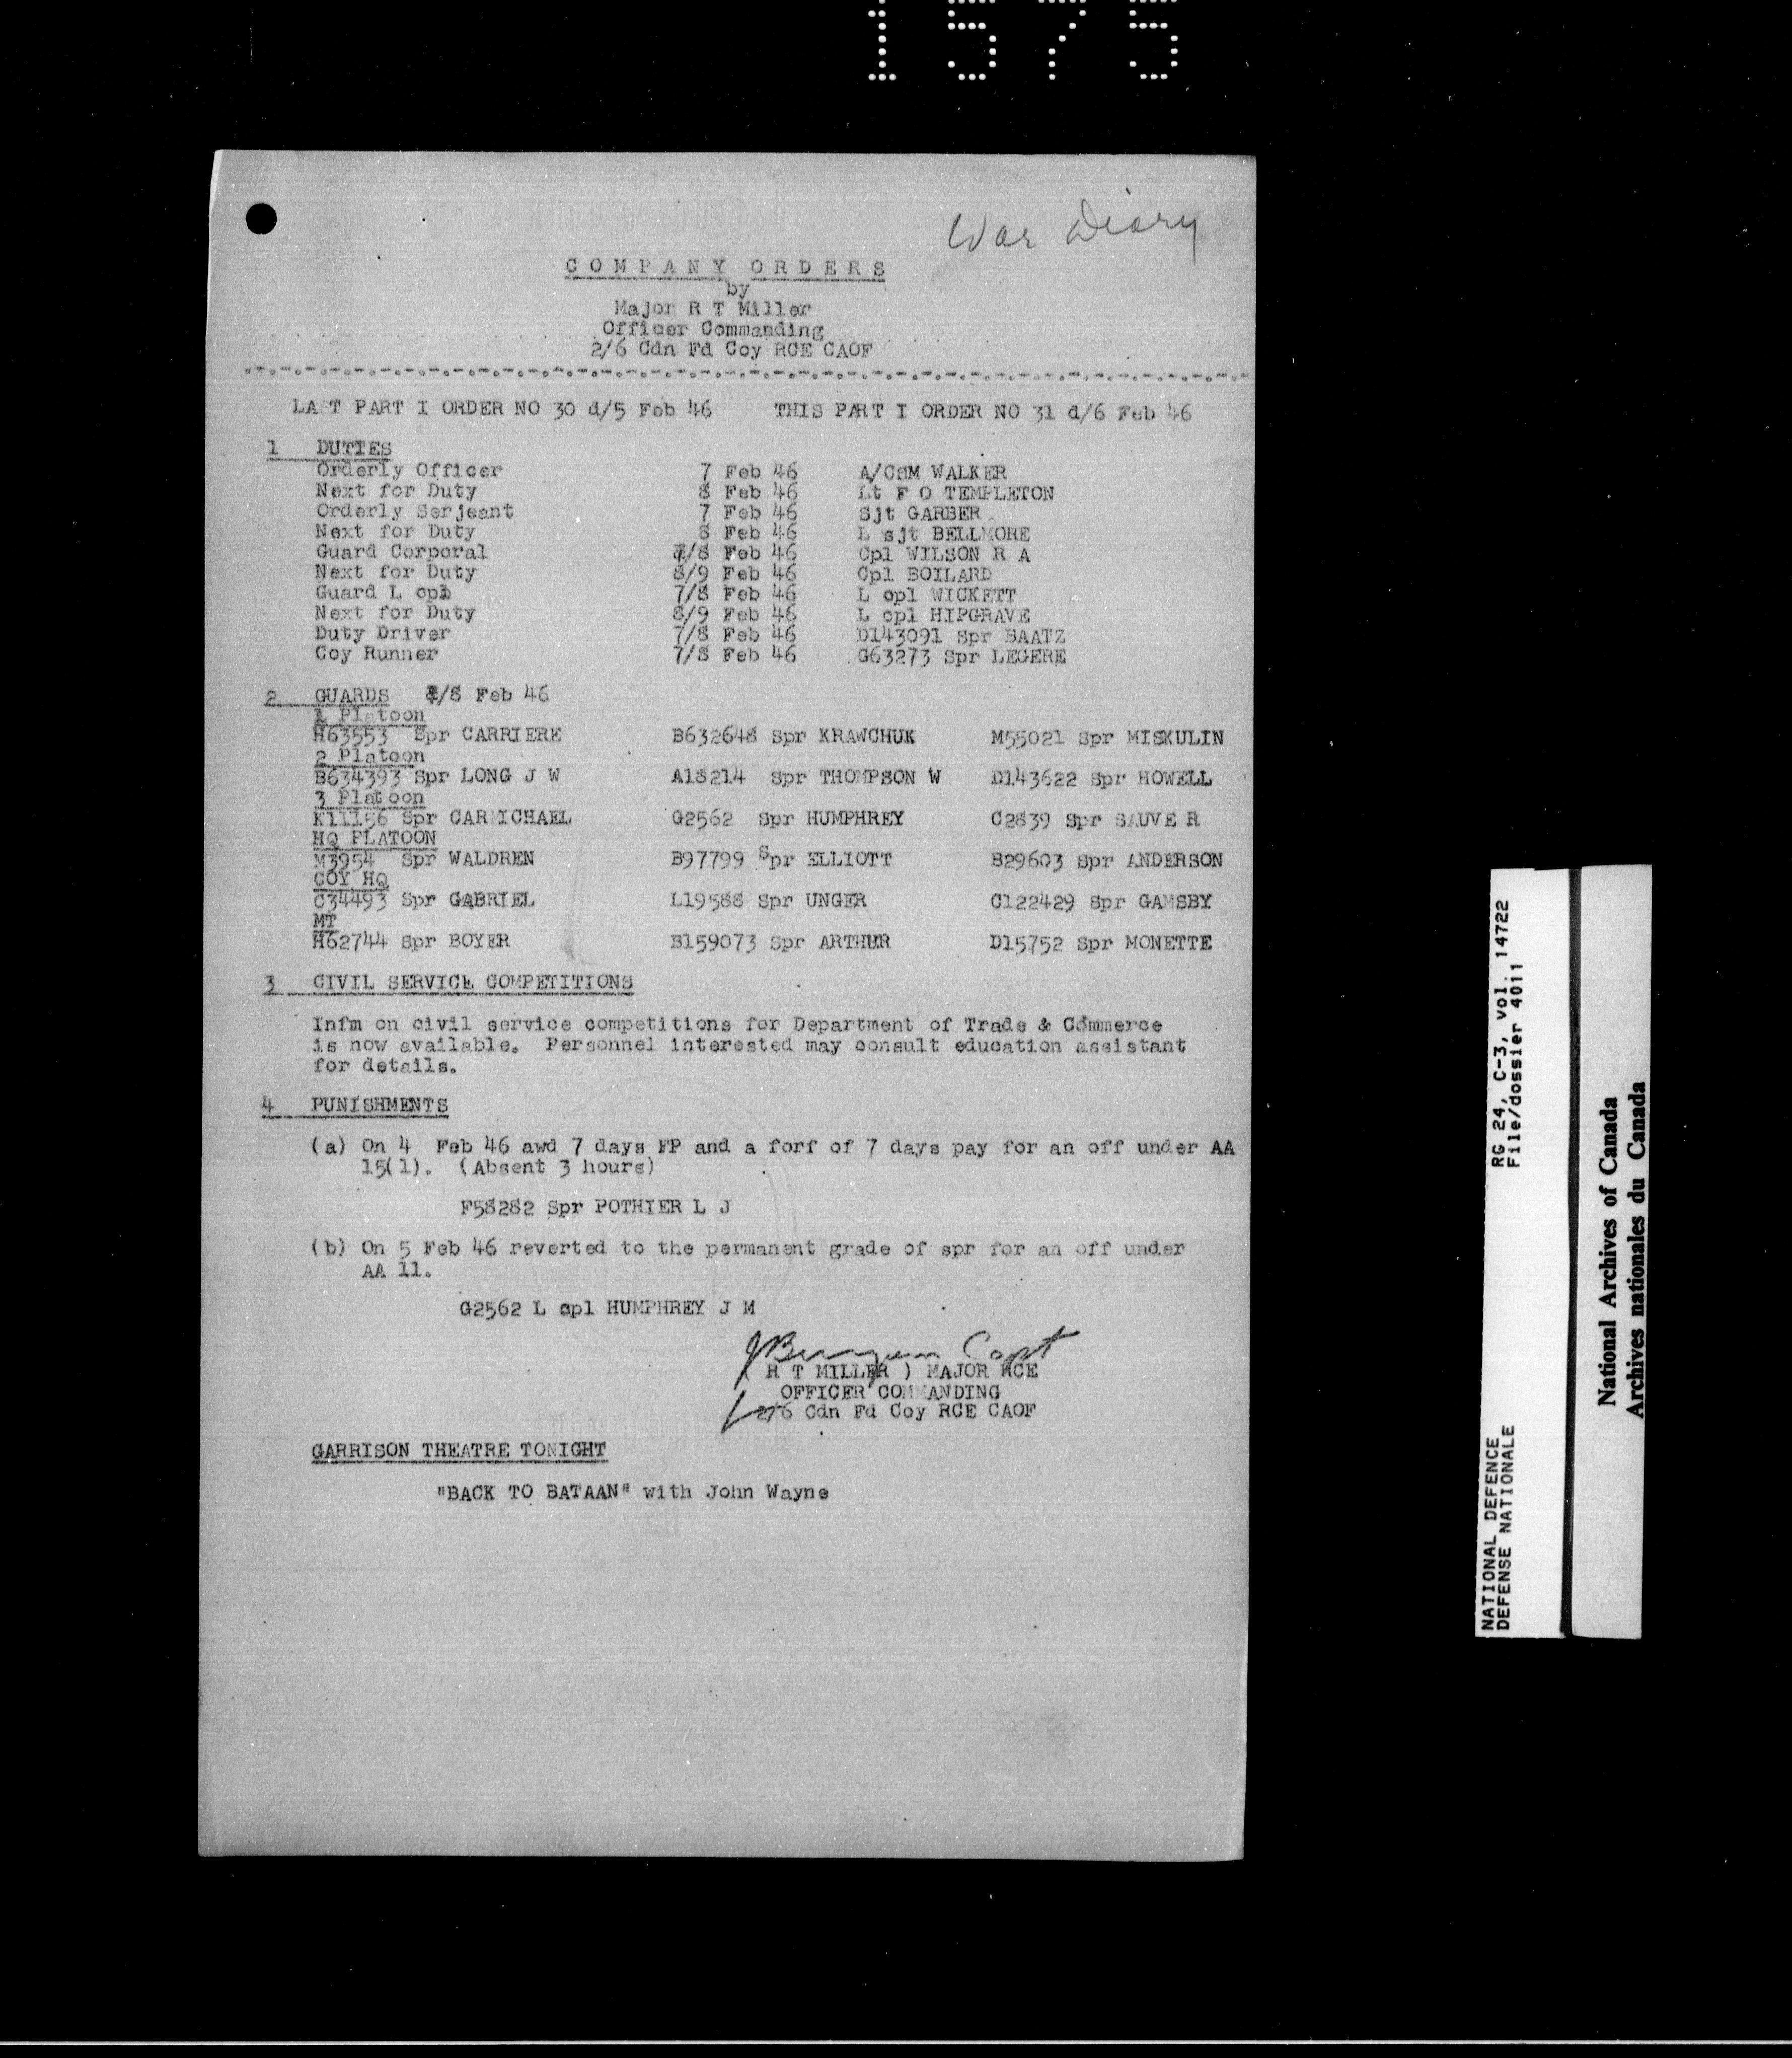 1575
War Diary
COMPANY ORDERS
by
Major R T Miller
Officer Commanding
2/6 Cdn Fd Coy RCE CAOF
LAST PART I ORDER NO 30 d/5 Feb 46 THIS PART I ORDER NO 31 d/6 Feb 46
1 DUTIES
Orderly Officer 7 Feb 46 A/CSM WALKER
Next for Duty 8 Feb 46 Lt F O TEMPLETON
Orderly Serjeant 7 Feb 46 Sjt GARBER
Next for Duty 8 Feb 46 L sjt BELLMORE
Guard Corporal 7/8 Feb 46 Cpl WILSON R A
Next for Duty 8/9 Feb 46 Cpl BOILARD
Guard L cpl 7/8 Feb 46 L cpl WICKETT
Next for Duty 8/9 Feb 46 L cpl HIPGRAVE
Duty Driver 7/8 Feb 46 D143091 Spr BAATZ
Coy Runner 7/8 Feb 46 G63273 Spr LEGERE
2 GUARDS 7/8 Feb 46
1 Platoon
H63553 Spr CARRIERE B632648 Spr KRAWCHUK M55021 Spr MISKULIN
2 Platoon
B634393 Spr LONG J W A18214 Spr THOMPSON W D143622 Spr HOWELL
3 Platoon
K11156 Spr CARMICHAEL G2562 Spr HUMPHREY C2839 Spr SAUVE R
HQ PLATOON
M3954 Spr WALDREN B97799 Spr ELLIOTT B29603 Spr ANDERSON
COY HQ
C34493 Spr GABRIEL L19588 Spr UNGER C122429 Spr GAMSBY
MT
H62744 Spr BOYER B159073 Spr ARTHUR D15752 Spr MONETTE
3 CIVIL SERVICE COMPETITIONS
Infm on civil service competitions for Department of Trade & Commerce
is now available. Personnel interested may consult education assistant
for details.
4 PUNISHMENTS
(a) On 4 Feb 46 awd 7 days FP and a forf of 7 days pay for an off under AA
15(1). (Absent 3 hours)
F58282 Spr POTHIER L J
(b) On 5 Feb 46 reverted to the permanent grade of spr for an off under
AA 11.
G2562 L cpl HUMPHREY J M
Capt
( R T MILLER ) MAJOR RCE
OFFICER COMMANDING
2/6 Cdn Fd Coy RCE CAOF
GARRISON THEATRE TONIGHT
"BACK TO BATAAN" with John Wayne
NATIONAL DEFENCE RG 24, C-3, vol. 14722
DEFENSE NATIONALE File/dossier 4011
National Archives of Canada
Archives nationales du Canada